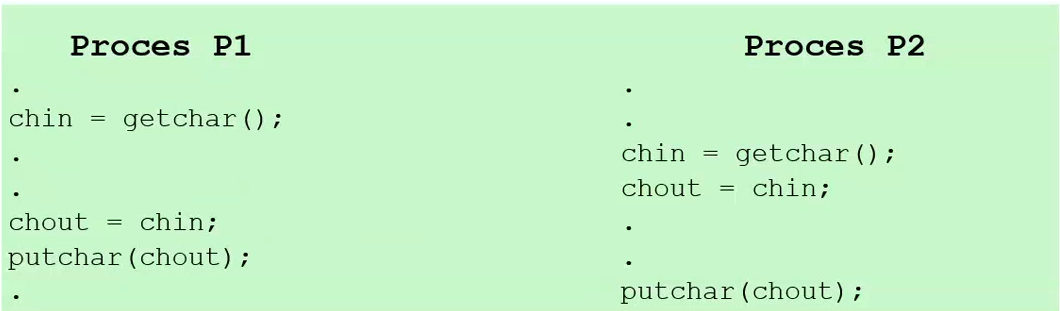 Proces P1 Proces P2
. .
chin = getchar(); .
. chin = getchar();
. chout = chin;
chout = chin; .
putchar(chout); .
. putchar(chout);